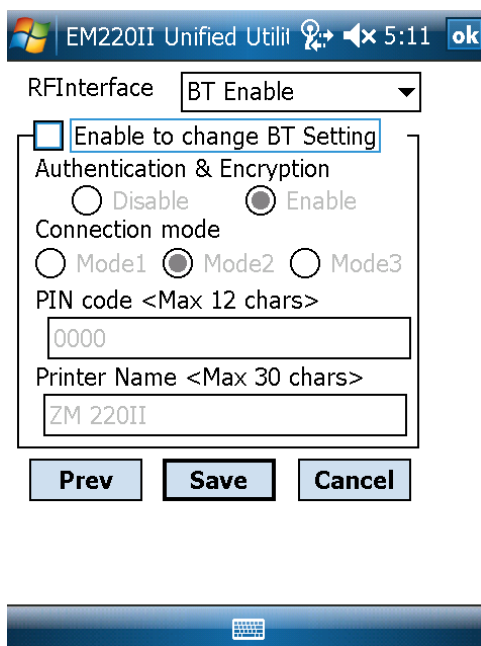 EM220II Unified Utilit 5:11 ok
RFInterface BT Enable
Enable to change BT Setting
Authentication & Encryption
Disable Enable
Connection mode
Mode1 Mode2 Mode3
PIN code <Max 12 chars>
0000
Printer Name <Max 30 chars>
ZM 220II
Prev Save Cancel